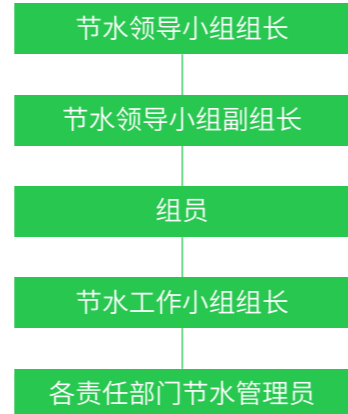 节水领导小组组长
节水领导小组副组长
组员
节水工作小组组长
各责任部门节水管理员